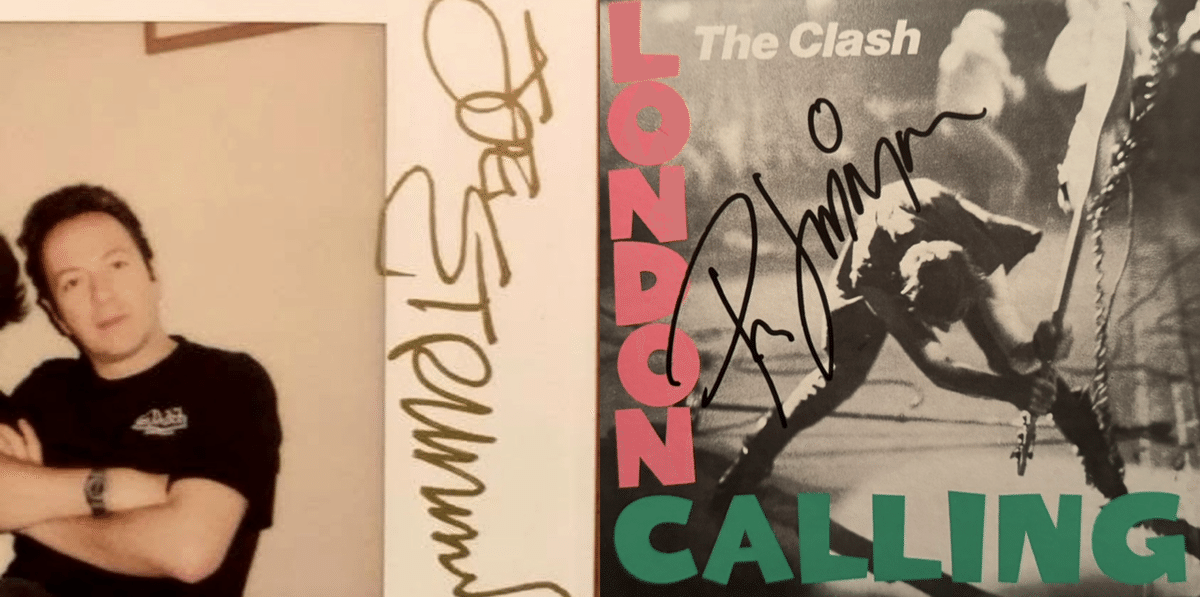 JOE STRUMMER
The Clash
LONDON
CALLING